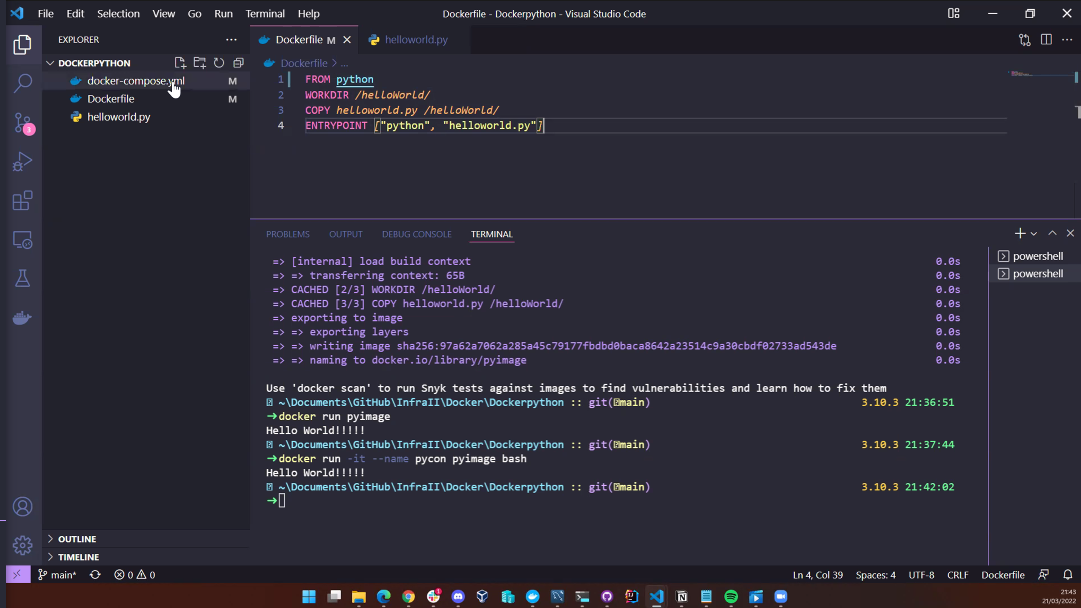 File Edit Selection View Go Run Terminal Help
Dockerfile - Dockerpython - Visual Studio Code
EXPLORER
DOCKERPYTHON
docker-compose.yml M
Dockerfile M
helloworld.py
OUTLINE
TIMELINE
3
Dockerfile M
helloworld.py
Dockerfile > ...
1 FROM python
2 WORKDIR /helloWorld/
3 COPY helloworld.py /helloWorld/
4 ENTRYPOINT ["python", "helloworld.py"]
PROBLEMS OUTPUT DEBUG CONSOLE TERMINAL
=> [internal] load build context 0.0s
=> => transferring context: 65B 0.0s
=> CACHED [2/3] WORKDIR /helloWorld/ 0.0s
=> CACHED [3/3] COPY helloworld.py /helloWorld/ 0.0s
=> exporting to image 0.0s
=> => exporting layers 0.0s
=> => writing image sha256:97a62a7062a285a45c79177fbdbd0baca8642a23514c9a30cbdf02733ad543de 0.0s
=> => naming to docker.io/library/pyimage 0.0s
Use 'docker scan' to run Snyk tests against images to find vulnerabilities and learn how to fix them
~\Documents\GitHub\InfraII\Docker\Dockerpython :: git(main) 3.10.3 21:36:51
➜docker run pyimage
Hello World!!!!!
~\Documents\GitHub\InfraII\Docker\Dockerpython :: git(main) 3.10.3 21:37:44
➜docker run -it --name pycon pyimage bash
Hello World!!!!!
~\Documents\GitHub\InfraII\Docker\Dockerpython :: git(main) 3.10.3 21:42:02
➜
powershell
powershell
main* 0 0
Ln 4, Col 39 Spaces: 4 UTF-8 CRLF Dockerfile
21:43
21/03/2022